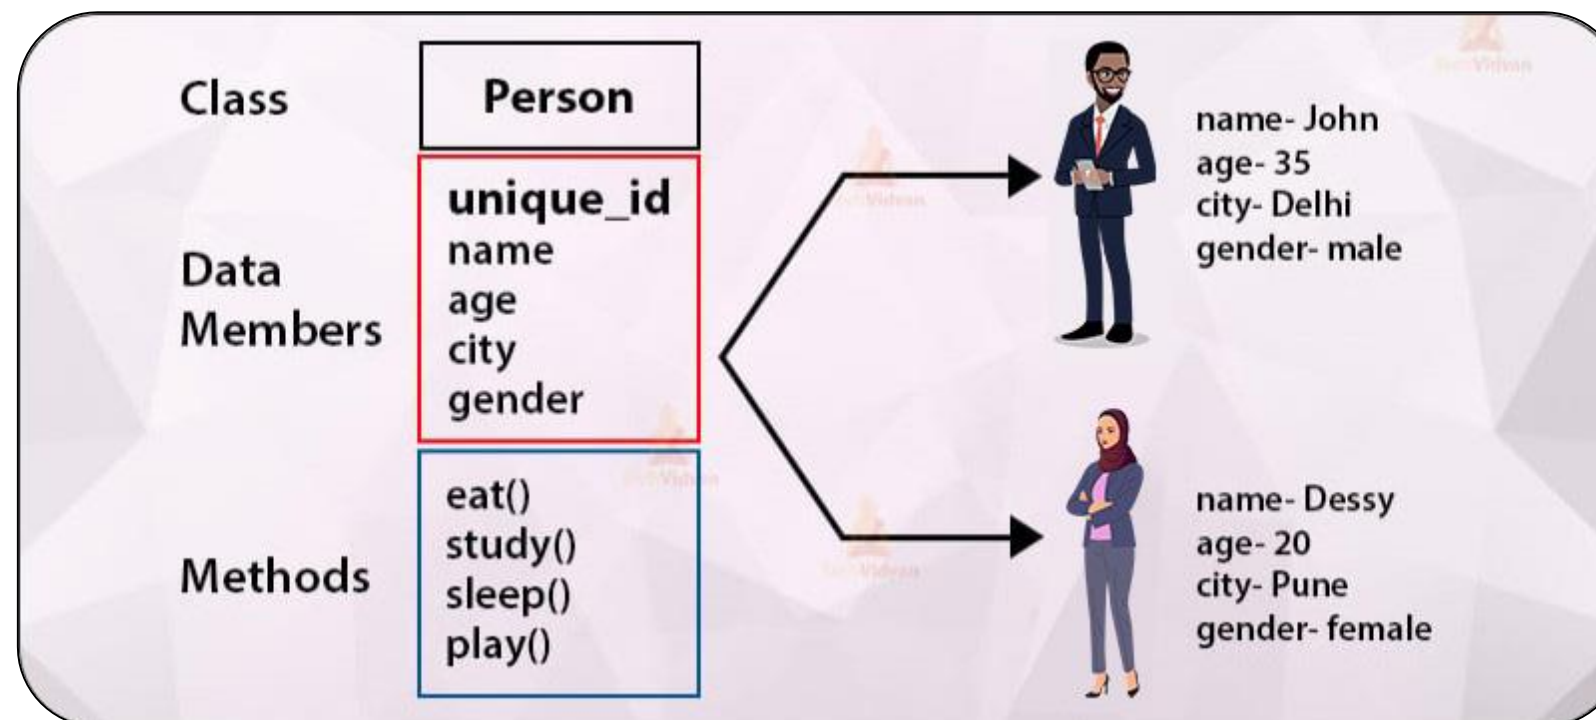 Class
Person
Data
Members
unique_id
name
age
city
gender
Methods
eat()
study()
sleep()
play()
name- John
age- 35
city- Delhi
gender- male
name- Dessy
age- 20
city- Pune
gender- female